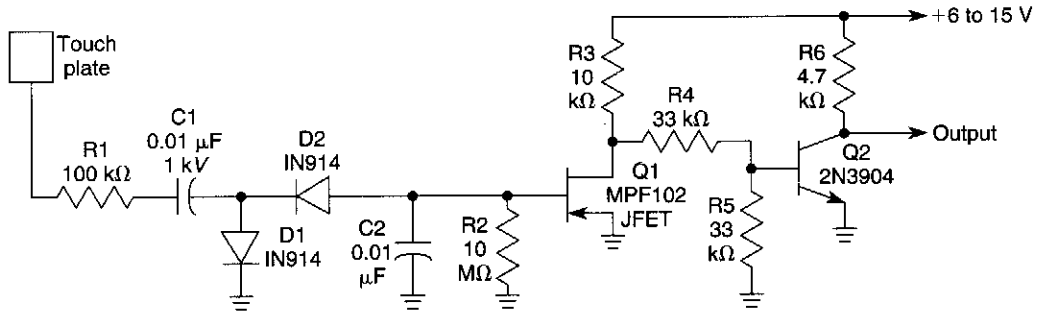 Touch
plate
+6 to 15 V
R3
10
kΩ
R6
4.7
kΩ
R4
33 kΩ
C1
0.01 μF
1 kV
R1
100 kΩ
D2
IN914
Output
Q1
MPF102
JFET
Q2
2N3904
D1
IN914
C2
0.01
μF
R2
10
MΩ
R5
33
kΩ